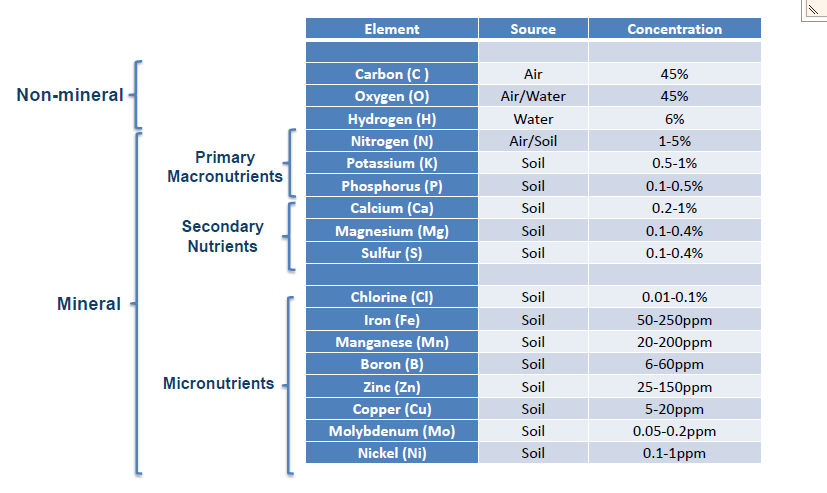 Element Source Concentration
Carbon (C ) Air 45%
Oxygen (O) Air/Water 45%
Hydrogen (H) Water 6%
Nitrogen (N) Air/Soil 1-5%
Potassium (K) Soil 0.5-1%
Phosphorus (P) Soil 0.1-0.5%
Calcium (Ca) Soil 0.2-1%
Magnesium (Mg) Soil 0.1-0.4%
Sulfur (S) Soil 0.1-0.4%
Chlorine (Cl) Soil 0.01-0.1%
Iron (Fe) Soil 50-250ppm
Manganese (Mn) Soil 20-200ppm
Boron (B) Soil 6-60ppm
Zinc (Zn) Soil 25-150ppm
Copper (Cu) Soil 5-20ppm
Molybdenum (Mo) Soil 0.05-0.2ppm
Nickel (Ni) Soil 0.1-1ppm
Non-mineral
Mineral
Primary
Macronutrients
Secondary
Nutrients
Micronutrients